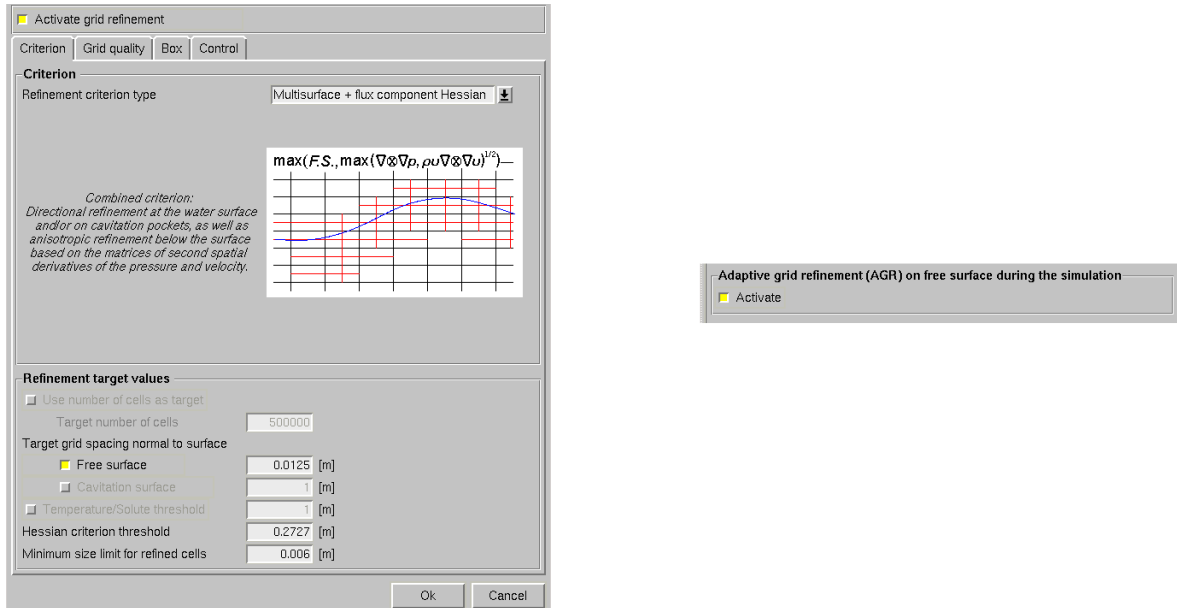 Activate grid refinement
Criterion Grid quality Box Control
Criterion
Refinement criterion type Multisurface + flux component Hessian
max(F.S.,max(∇⊗∇p,ρυ∇⊗∇υ)^1/2)
Combined criterion:
Directional refinement at the water surface
and/or on cavitation pockets, as well as
anisotropic refinement below the surface
based on the matrices of second spatial
derivatives of the pressure and velocity.
Refinement target values
Use number of cells as target
Target number of cells 500000
Target grid spacing normal to surface
Free surface 0.0125 [m]
Cavitation surface 1 [m]
Temperature/Solute threshold 1 [m]
Hessian criterion threshold 0.2727 [m]
Minimum size limit for refined cells 0.006 [m]
Ok Cancel
Adaptive grid refinement (AGR) on free surface during the simulation
Activate